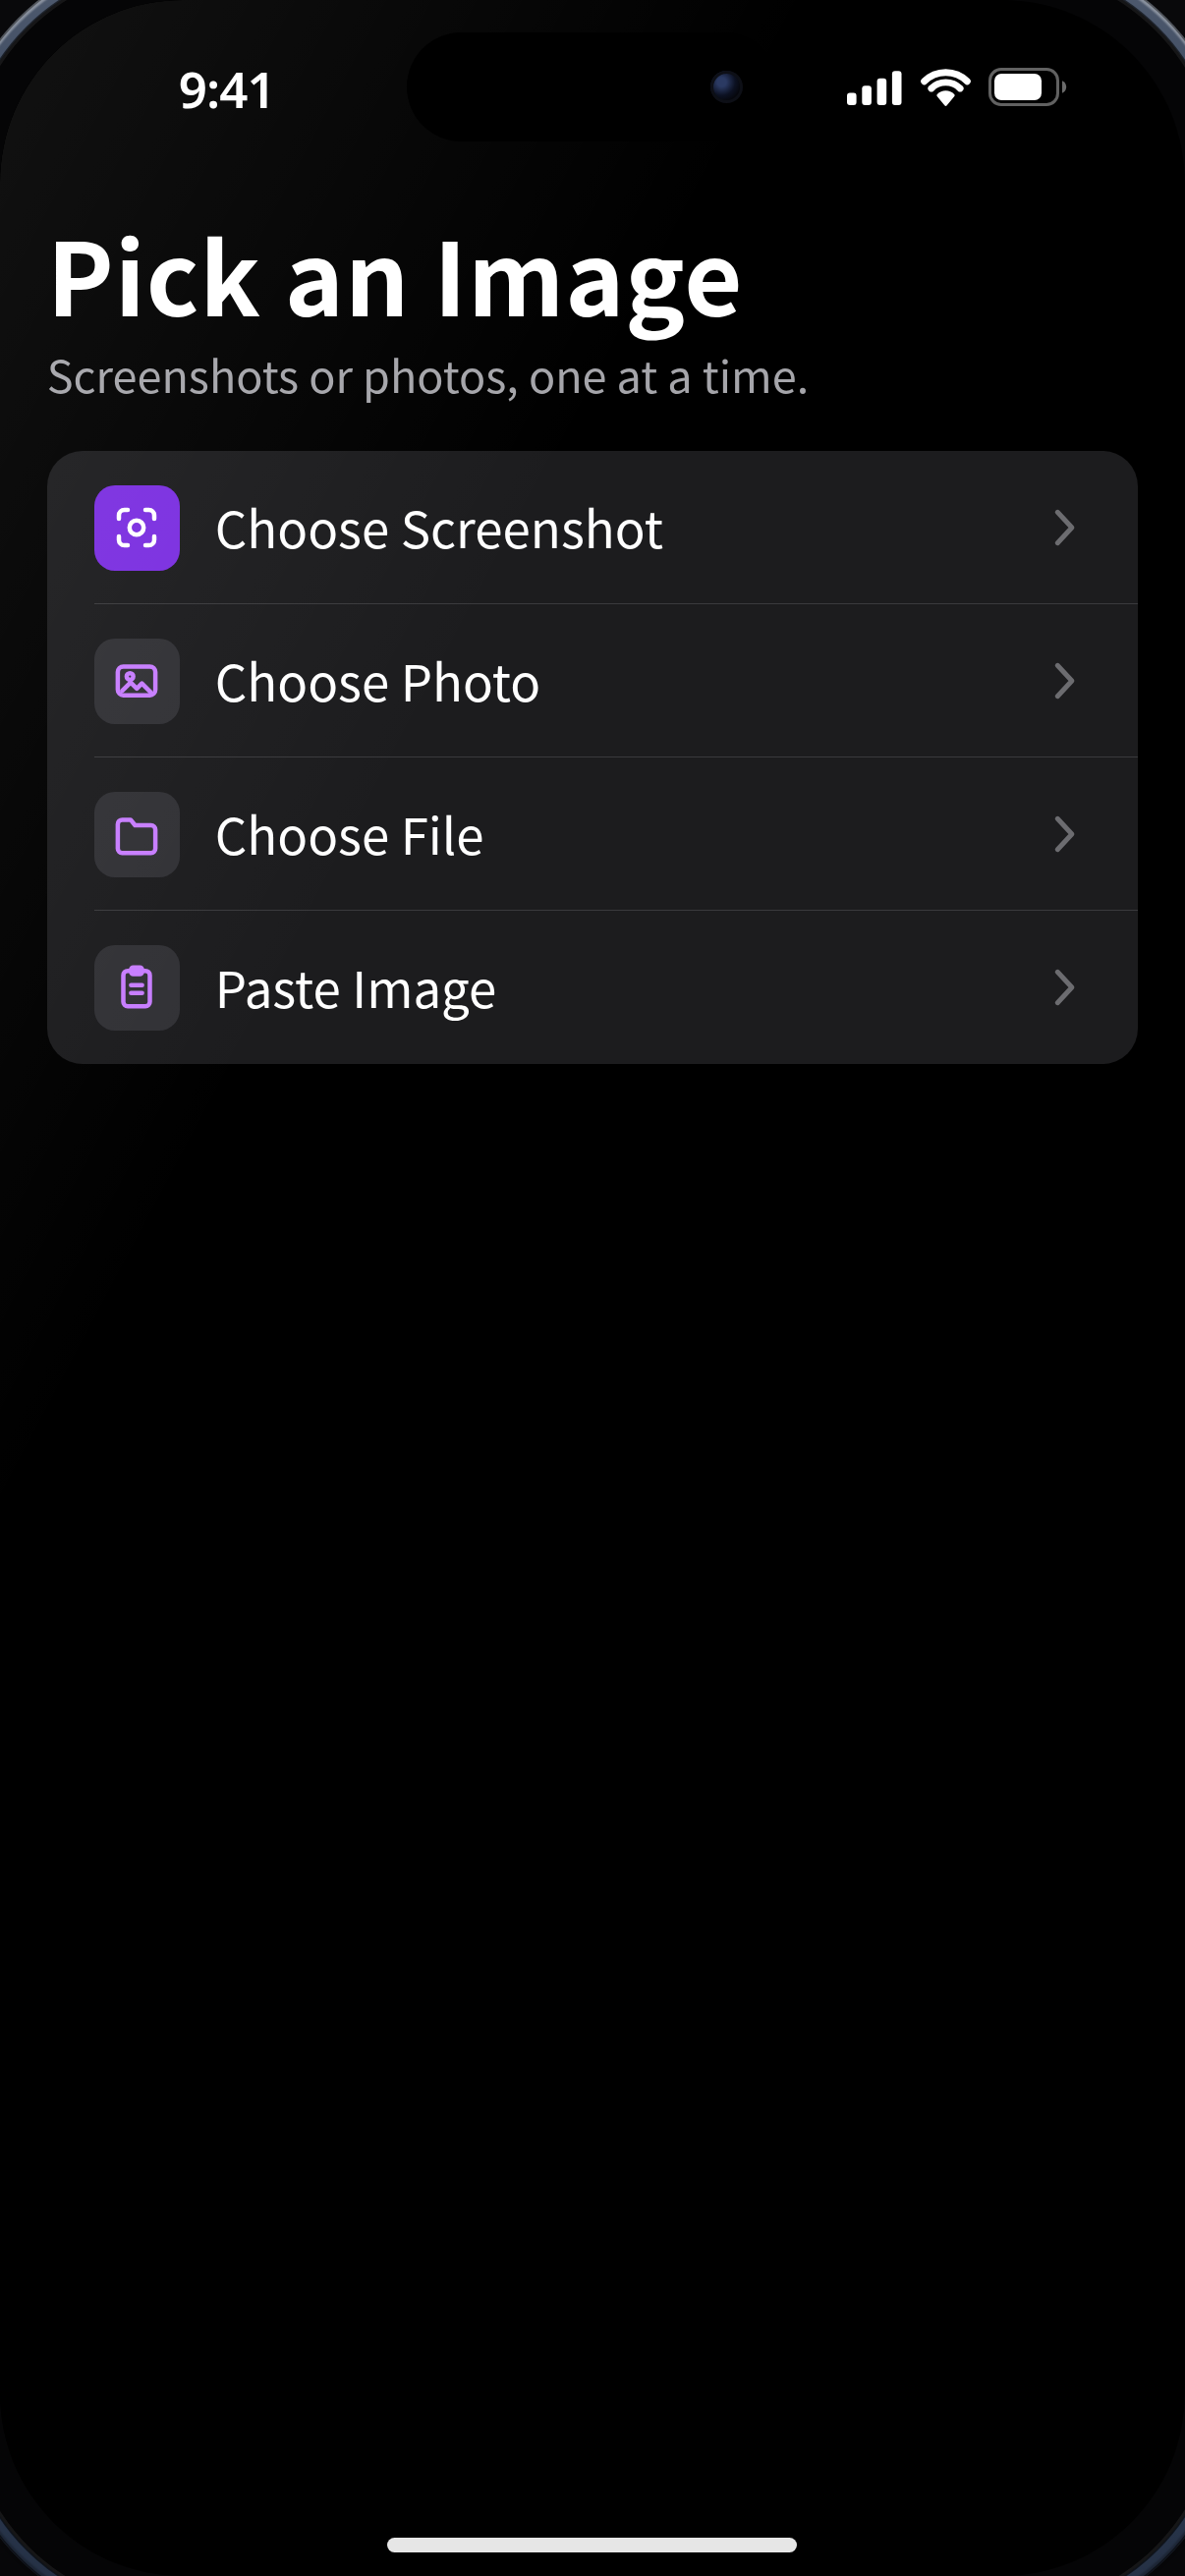 9:41
Pick an Image
Screenshots or photos, one at a time.
Choose Screenshot
Choose Photo
Choose File
Paste Image